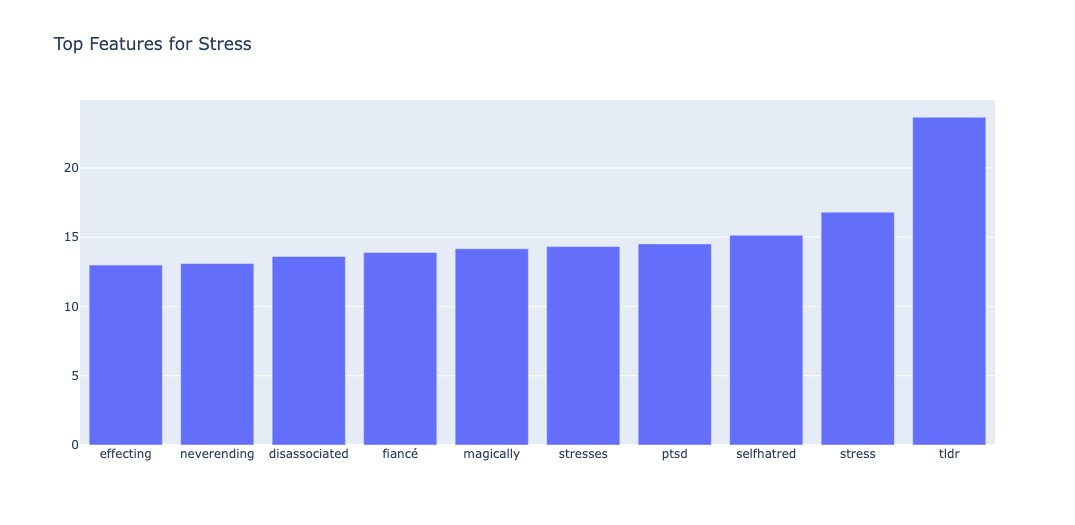 Top Features for Stress
20
15
10
5
0
effecting neverending disassociated fiancé magically stresses ptsd selfhatred stress tldr